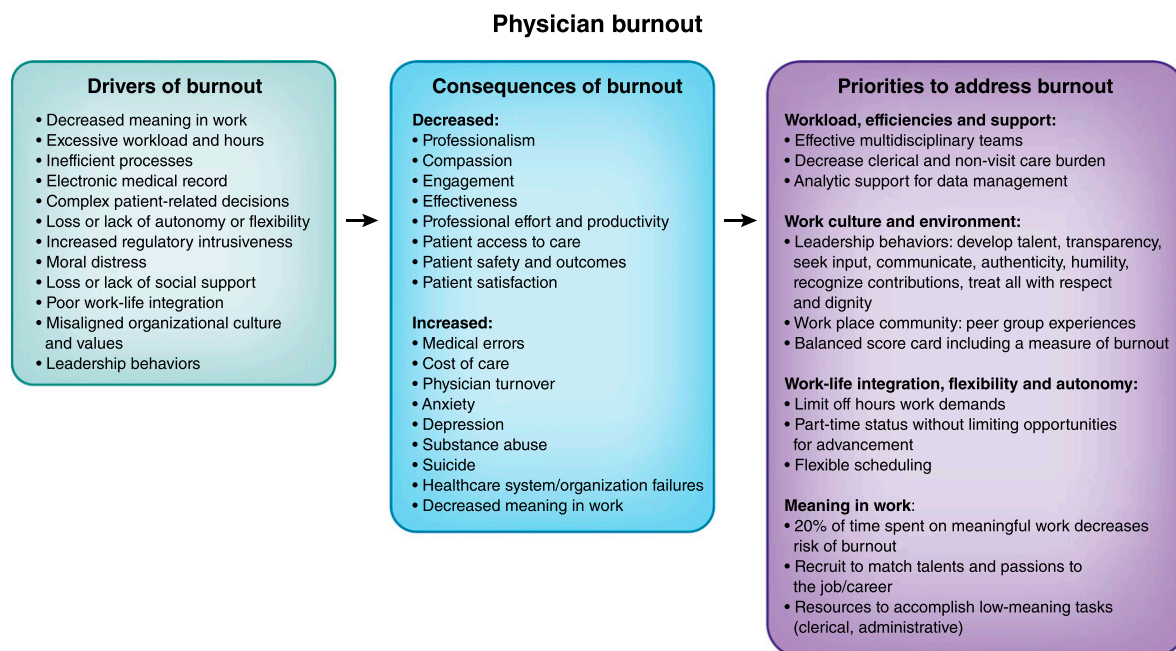 Physician burnout
Drivers of burnout
• Decreased meaning in work
• Excessive workload and hours
• Inefficient processes
• Electronic medical record
• Complex patient-related decisions
• Loss or lack of autonomy or flexibility
• Increased regulatory intrusiveness
• Moral distress
• Loss or lack of social support
• Poor work-life integration
• Misaligned organizational culture
and values
• Leadership behaviors
Consequences of burnout
Decreased:
• Professionalism
• Compassion
• Engagement
• Effectiveness
• Professional effort and productivity
• Patient access to care
• Patient safety and outcomes
• Patient satisfaction
Increased:
• Medical errors
• Cost of care
• Physician turnover
• Anxiety
• Depression
• Substance abuse
• Suicide
• Healthcare system/organization failures
• Decreased meaning in work
Priorities to address burnout
Workload, efficiencies and support:
• Effective multidisciplinary teams
• Decrease clerical and non-visit care burden
• Analytic support for data management
Work culture and environment:
• Leadership behaviors: develop talent, transparency,
seek input, communicate, authenticity, humility,
recognize contributions, treat all with respect
and dignity
• Work place community: peer group experiences
• Balanced score card including a measure of burnout
Work-life integration, flexibility and autonomy:
• Limit off hours work demands
• Part-time status without limiting opportunities
for advancement
• Flexible scheduling
Meaning in work:
• 20% of time spent on meaningful work decreases
risk of burnout
• Recruit to match talents and passions to
the job/career
• Resources to accomplish low-meaning tasks
(clerical, administrative)